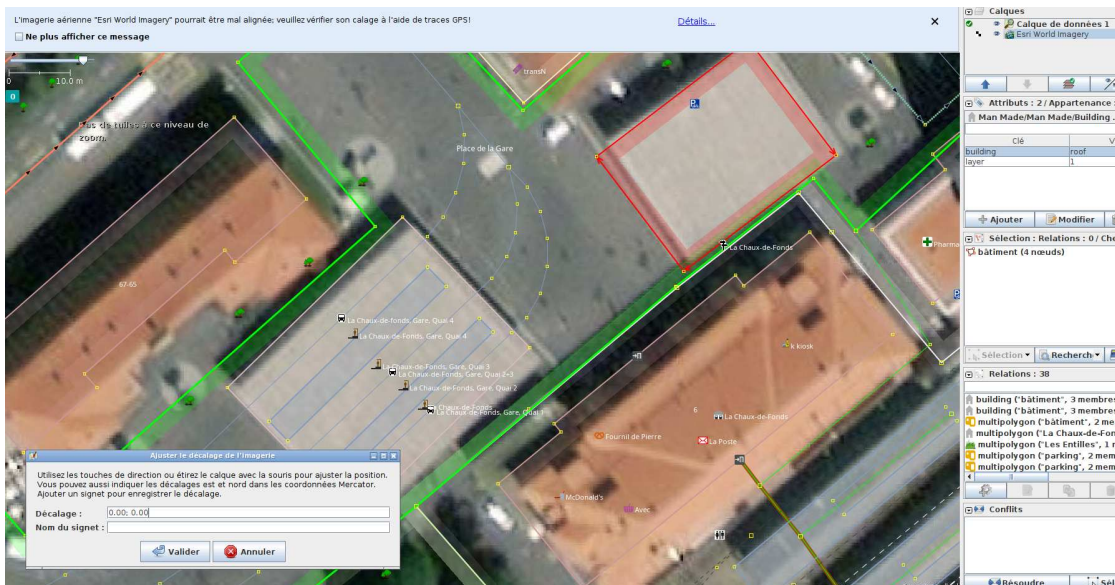 L'imagerie aérienne "Esri World Imagery" pourrait être mal alignée; veuillez vérifier son calage à l'aide de traces GPS!
Détails...
Ne plus afficher ce message
0
10.0 m
0
Pas de tuiles à ce niveau de
zoom.
transN
Place de la Gare
La Chaux-de-Fonds
Pharma
67-65
La Chaux-de-fonds, Gare, Quai 4
La Chaux-de-Fonds, Gare, Quai 4
La Chaux-de-Fonds, Gare, Quai 3
La Chaux-de-Fonds, Gare, Quai 2-3
La Chaux-de-Fonds, Gare, Quai 2
La Chaux-de-Fonds
La Chaux-de-Fonds, Gare, Quai 1
k kiosk
6
La Chaux-de-Fonds
Fournil de Pierre
La Poste
McDonald's
Avec
Ajuster le décalage de l'imagerie
Utilisez les touches de direction ou étirez le calque avec la souris pour ajuster la position.
Vous pouvez aussi indiquer les décalages est et nord dans les coordonnées Mercator.
Ajouter un signet pour enregistrer le décalage.
Décalage :
0.00; 0.00
Nom du signet :
Valider
Annuler
Calques
Calque de données 1
Esri World Imagery
Attributs : 2 / Appartenance :
Man Made/Man Made/Building ...
Clé
V
building
roof
layer
1
Ajouter
Modifier
Sélection : Relations : 0 / Che
bâtiment (4 nœuds)
Sélection
Recherch
Relations : 38
building ("bâtiment", 3 membres
building ("bâtiment", 3 membres
multipolygon ("bâtiment", 2 me
multipolygon ("La Chaux-de-Fon
multipolygon ("Les Entilles", 1 r
multipolygon ("parking", 2 mem
multipolygon ("parking", 2 mem
Conflits
Résoudre
Sél